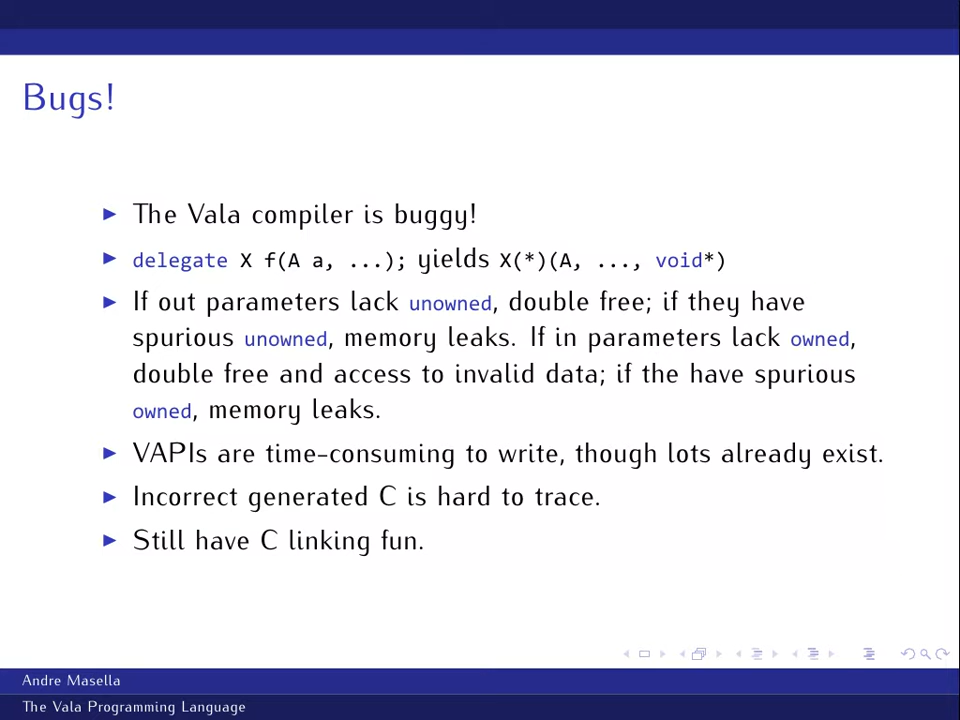 Bugs!
The Vala compiler is buggy!
delegate X f(A a, ...); yields X(*)(A, ..., void*)
If out parameters lack unowned, double free; if they have
spurious unowned, memory leaks. If in parameters lack owned,
double free and access to invalid data; if the have spurious
owned, memory leaks.
VAPIs are time-consuming to write, though lots already exist.
Incorrect generated C is hard to trace.
Still have C linking fun.
Andre Masella
The Vala Programming Language